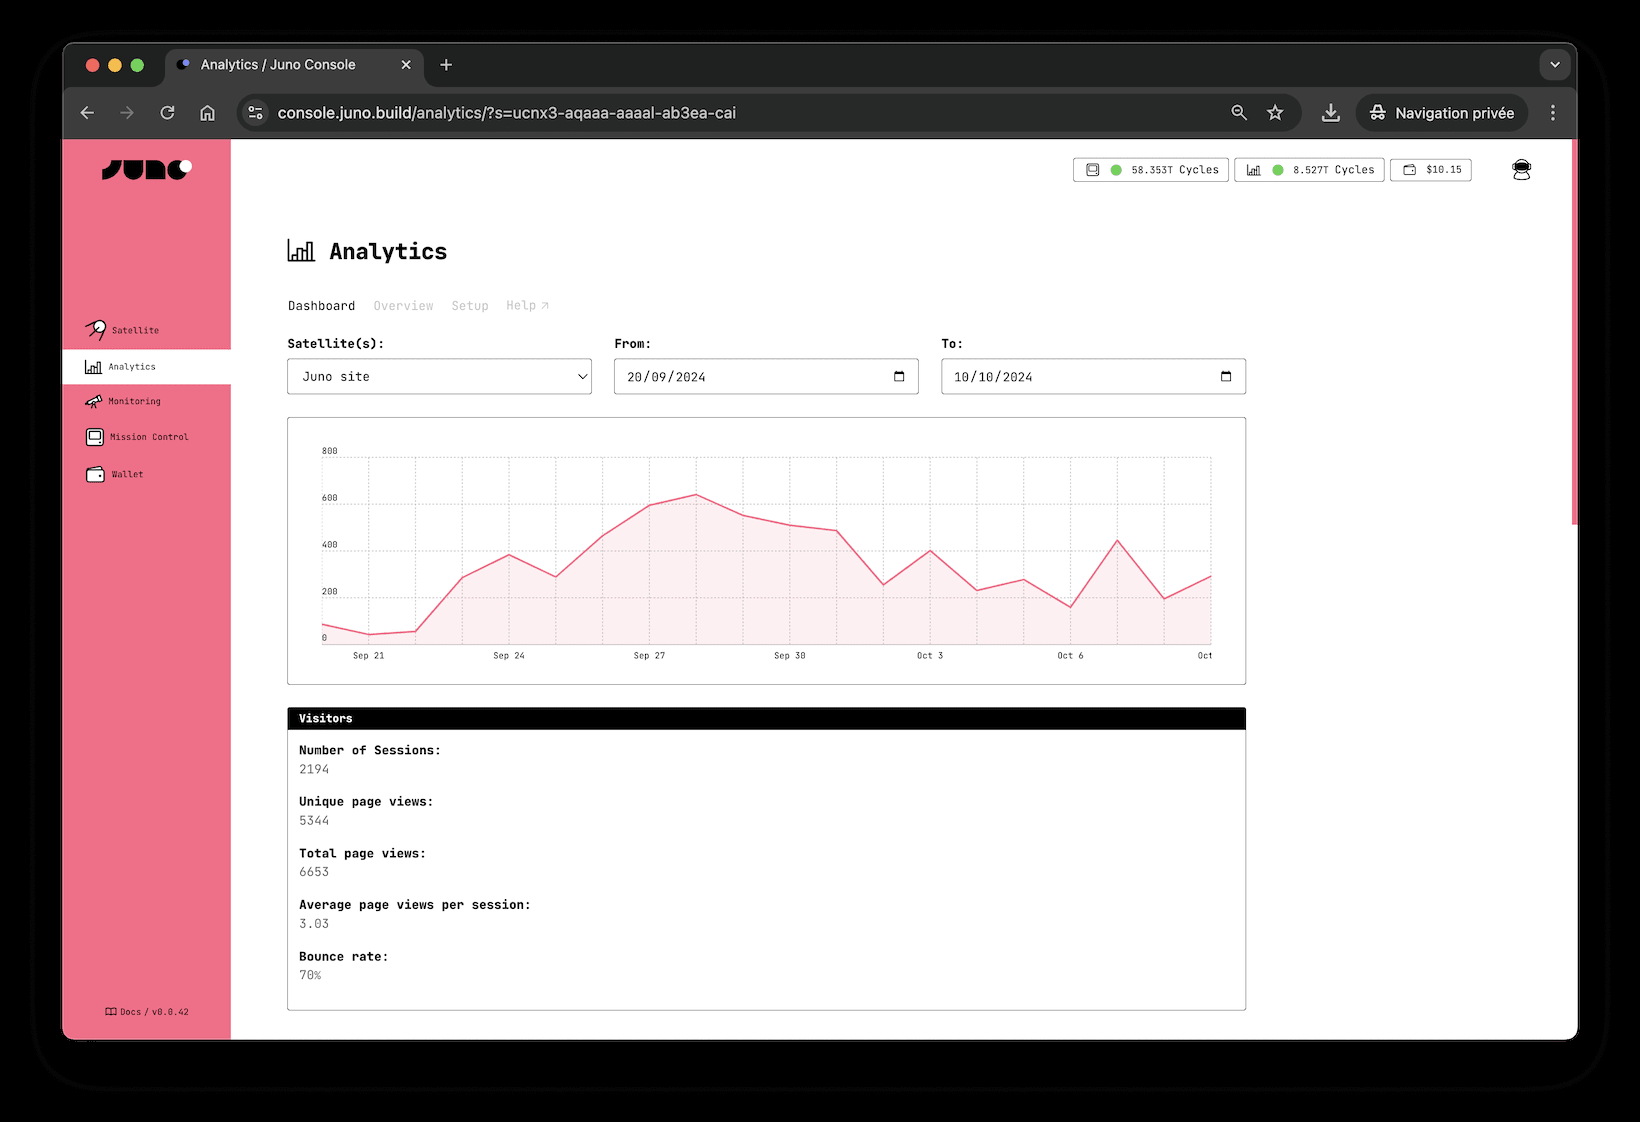 Analytics / Juno Console
console.juno.build/analytics/?s=ucnx3-aqaaa-aaaal-ab3ea-cai
Navigation privée
JUNO
58.353T Cycles
8.527T Cycles
$10.15
Analytics
Dashboard Overview Setup Help ↗
Satellite
Analytics
Monitoring
Mission Control
Wallet
Docs / v0.0.42
Satellite(s): From: To:
Juno site 20/09/2024 10/10/2024
800
600
400
200
0
Sep 21 Sep 24 Sep 27 Sep 30 Oct 3 Oct 6 Oct
Visitors
Number of Sessions:
2194
Unique page views:
5344
Total page views:
6653
Average page views per session:
3.03
Bounce rate:
70%